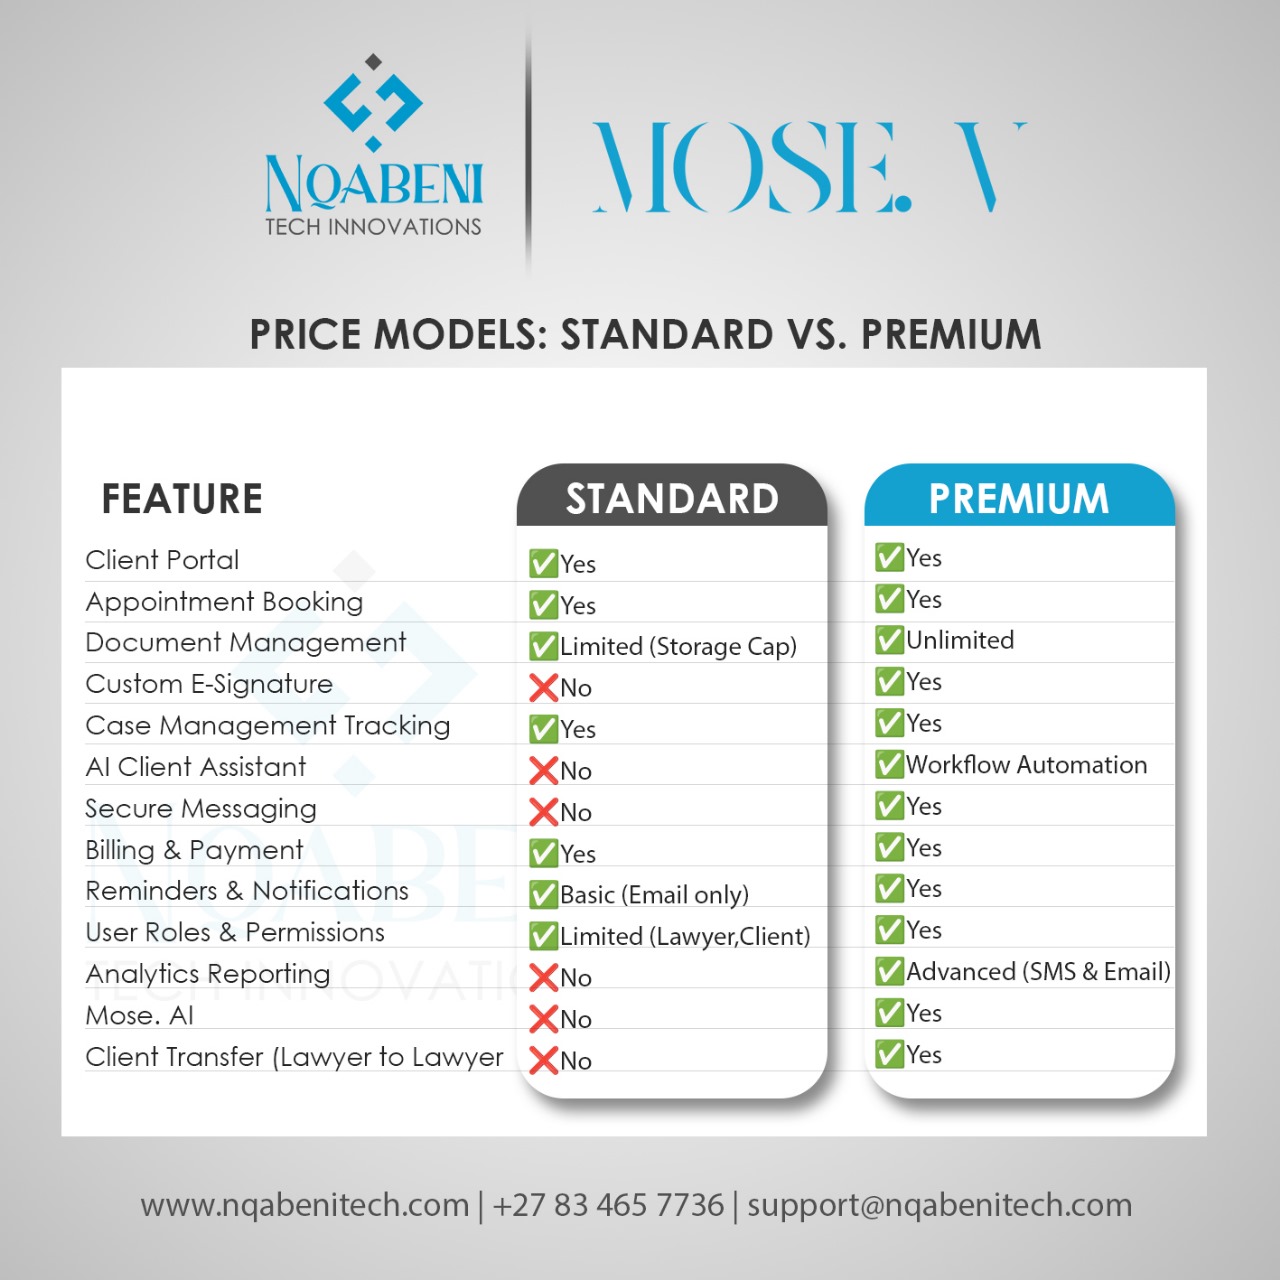 NQABENI
TECH INNOVATIONS
MOSE. V
PRICE MODELS: STANDARD VS. PREMIUM
FEATURE STANDARD PREMIUM
Client Portal ✅Yes ✅Yes
Appointment Booking ✅Yes ✅Yes
Document Management ✅Limited (Storage Cap) ✅Unlimited
Custom E-Signature ❌No ✅Yes
Case Management Tracking ✅Yes ✅Yes
AI Client Assistant ❌No ✅Workflow Automation
Secure Messaging ❌No ✅Yes
Billing & Payment ✅Yes ✅Yes
Reminders & Notifications ✅Basic (Email only) ✅Yes
User Roles & Permissions ✅Limited (Lawyer,Client) ✅Yes
Analytics Reporting ❌No ✅Advanced (SMS & Email)
Mose. AI ❌No ✅Yes
Client Transfer (Lawyer to Lawyer ❌No ✅Yes
www.nqabenitech.com | +27 83 465 7736 | support@nqabenitech.com